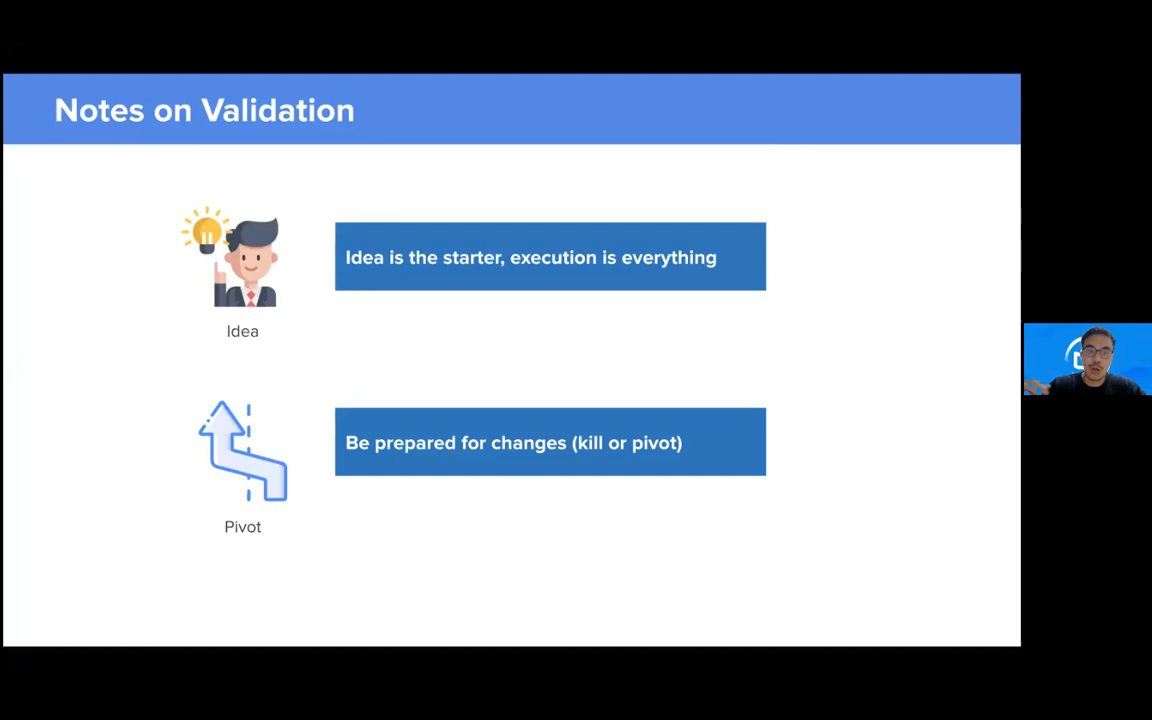 Notes on Validation
Idea is the starter, execution is everything
Idea
Be prepared for changes (kill or pivot)
Pivot